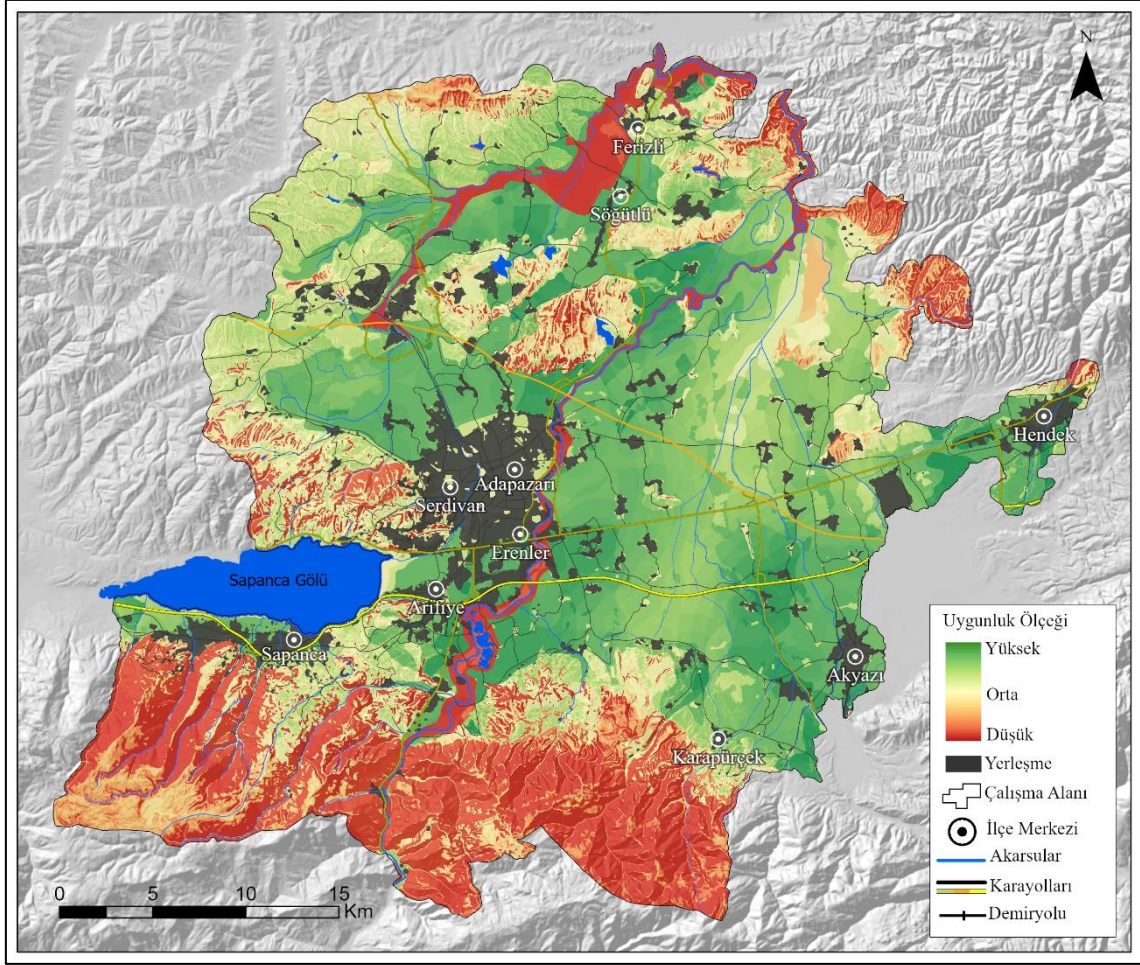 N
Ferizli
Söğütlü
Hendek
Adapazarı
Serdivan
Erenler
Sapanca Gölü
Arifiye
Sapanca
Akyazı
Karapürçek
Uygunluk Ölçeği
Yüksek
Orta
Düşük
Yerleşme
Çalışma Alanı
İlçe Merkezi
Akarsular
Karayolları
Demiryolu
0 5 10 15
Km